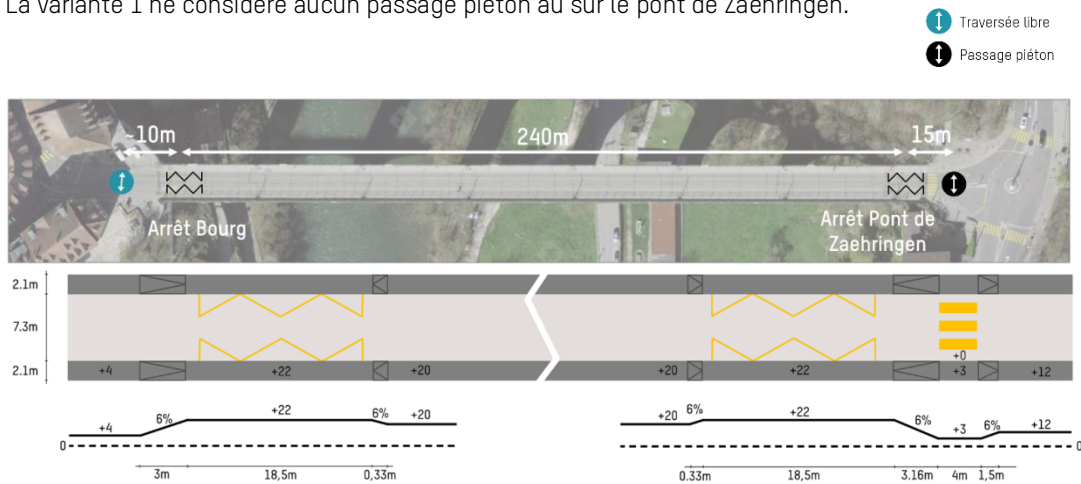 La variante 1 ne considère aucun passage piéton au sur le pont de Zaehringen.
Traversée libre
Passage piéton
~10m
240m
15m
Arrêt Bourg
Arrêt Pont de
Zaehringen
2.1m
7.3m
2.1m
+4
+22
+20
+20
+22
+0
+3
+12
+4
6%
+22
6%
+20
+20
6%
+22
6%
+3
6%
+12
0
0
3m
18,5m
0,33m
0.33m
18,5m
3.16m
4m
1,5m